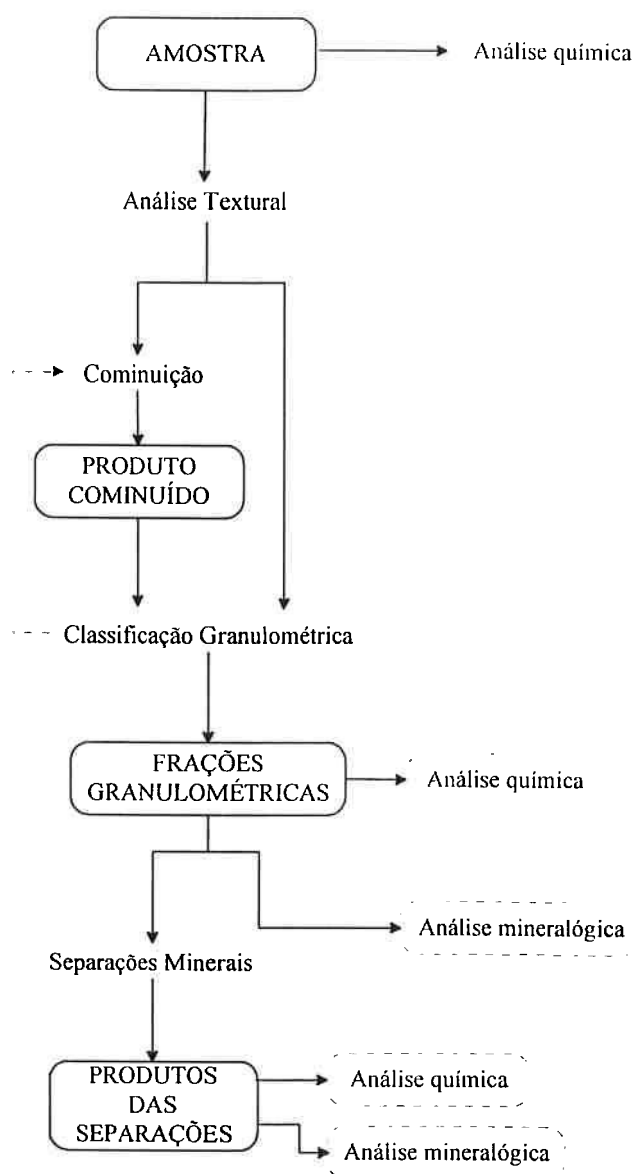 AMOSTRA
Análise química
Análise Textural
Cominuição
PRODUTO
COMINUÍDO
Classificação Granulométrica
FRAÇÕES
GRANULOMÉTRICAS
Análise química
Análise mineralógica
Separações Minerais
PRODUTOS
DAS
SEPARAÇÕES
Análise química
Análise mineralógica